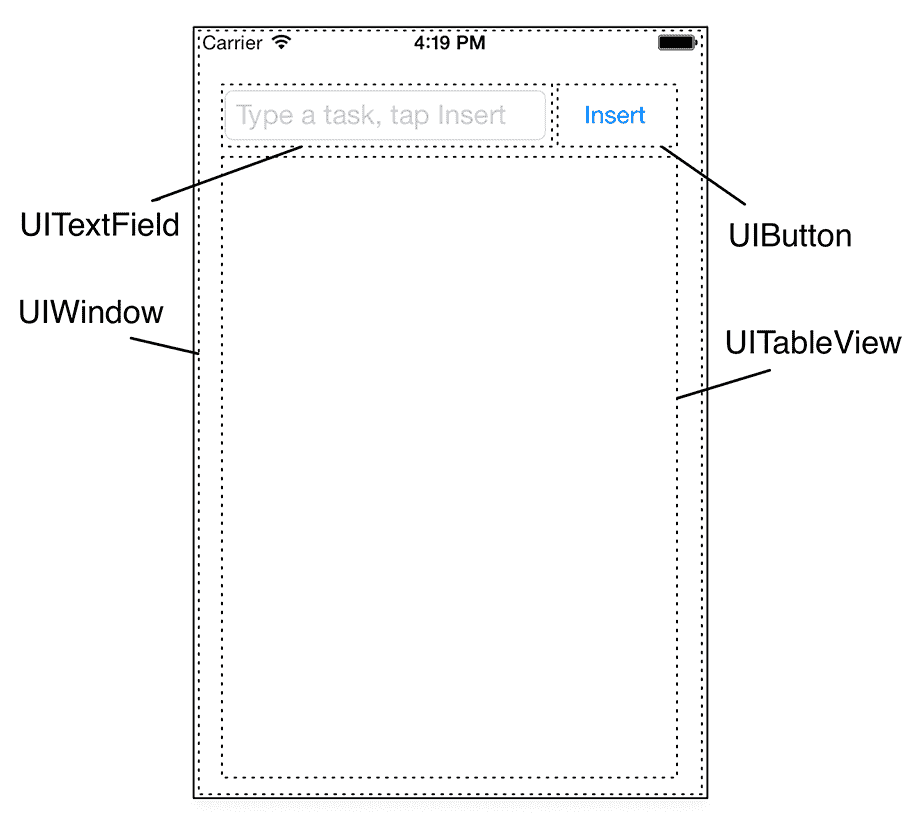 Carrier 4:19 PM
Type a task, tap Insert Insert
UITextField
UIButton
UIWindow
UITableView